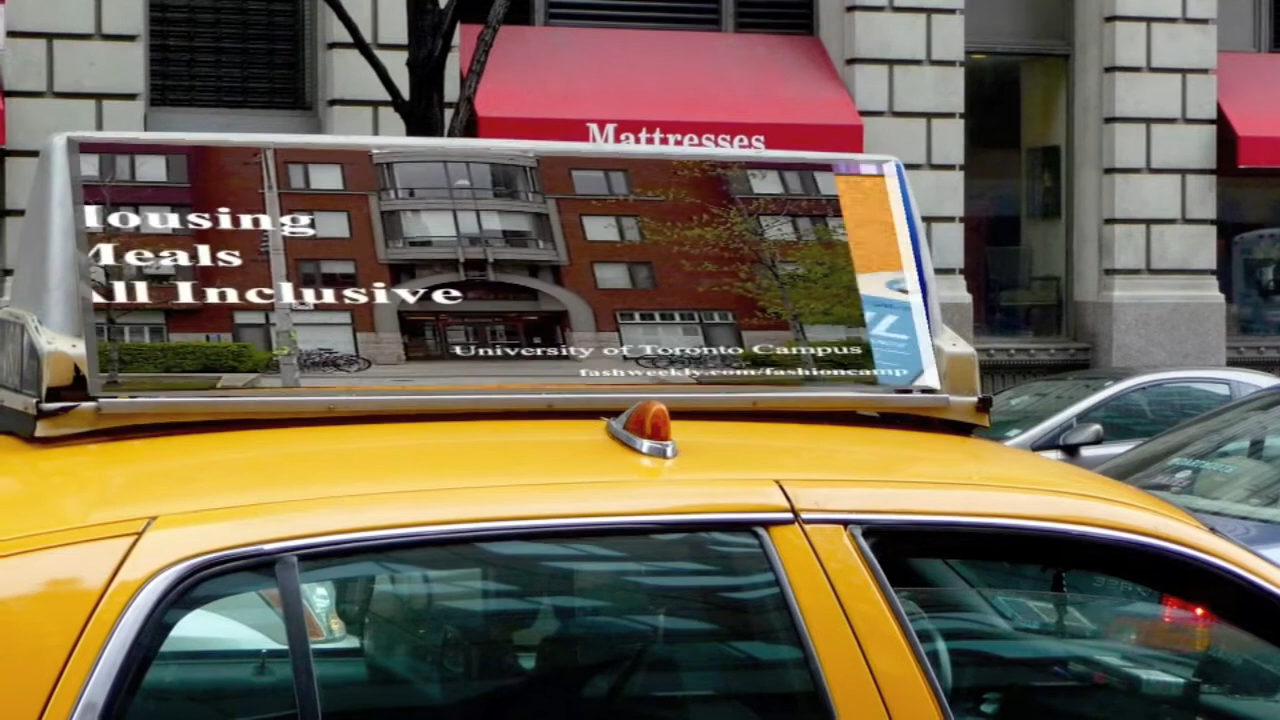 Mattresses
Housing
Meals
All Inclusive
University of Toronto Campus
fashweekly.com/fashioncamp